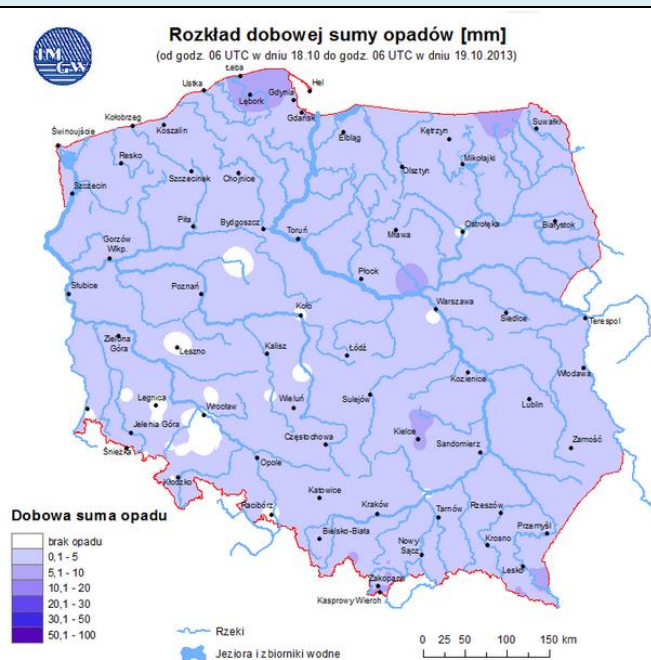 Rozkład dobowej sumy opadów [mm]
(od godz. 06 UTC w dniu 18.10 do godz. 06 UTC w dniu 19.10.2013)
IM
GW
Łeba
Hel
Ustka
Gdynia
Lębork
Gdańsk
Kołobrzeg
Koszalin
Świnoujście
Elbląg
Kętrzyn
Suwałki
Resko
Szczecinek
Chojnice
Olsztyn
Mikołajki
Szczecin
Piła
Bydgoszcz
Toruń
Mława
Ostrołęka
Białystok
Gorzów
Wlkp.
Płock
Słubice
Poznań
Koło
Warszawa
Siedlce
Terespol
Zielona
Góra
Leszno
Kalisz
Łódź
Kozienice
Włodawa
Legnica
Wrocław
Wieluń
Sulejów
Lublin
Jelenia Góra
Częstochowa
Kielce
Sandomierz
Zamość
Śnieżka
Opole
Kłodzko
Katowice
Kraków
Tarnów
Rzeszów
Racibórz
Przemyśl
Bielsko-Biała
Nowy
Sącz
Krosno
Lesko
Zakopane
Kasprowy Wierch
Dobowa suma opadu
brak opadu
0,1 - 5
5,1 - 10
10,1 - 20
20,1 - 30
30,1 - 50
50,1 - 100
Rzeki
Jeziora i zbiorniki wodne
0 25 50 100 150 km